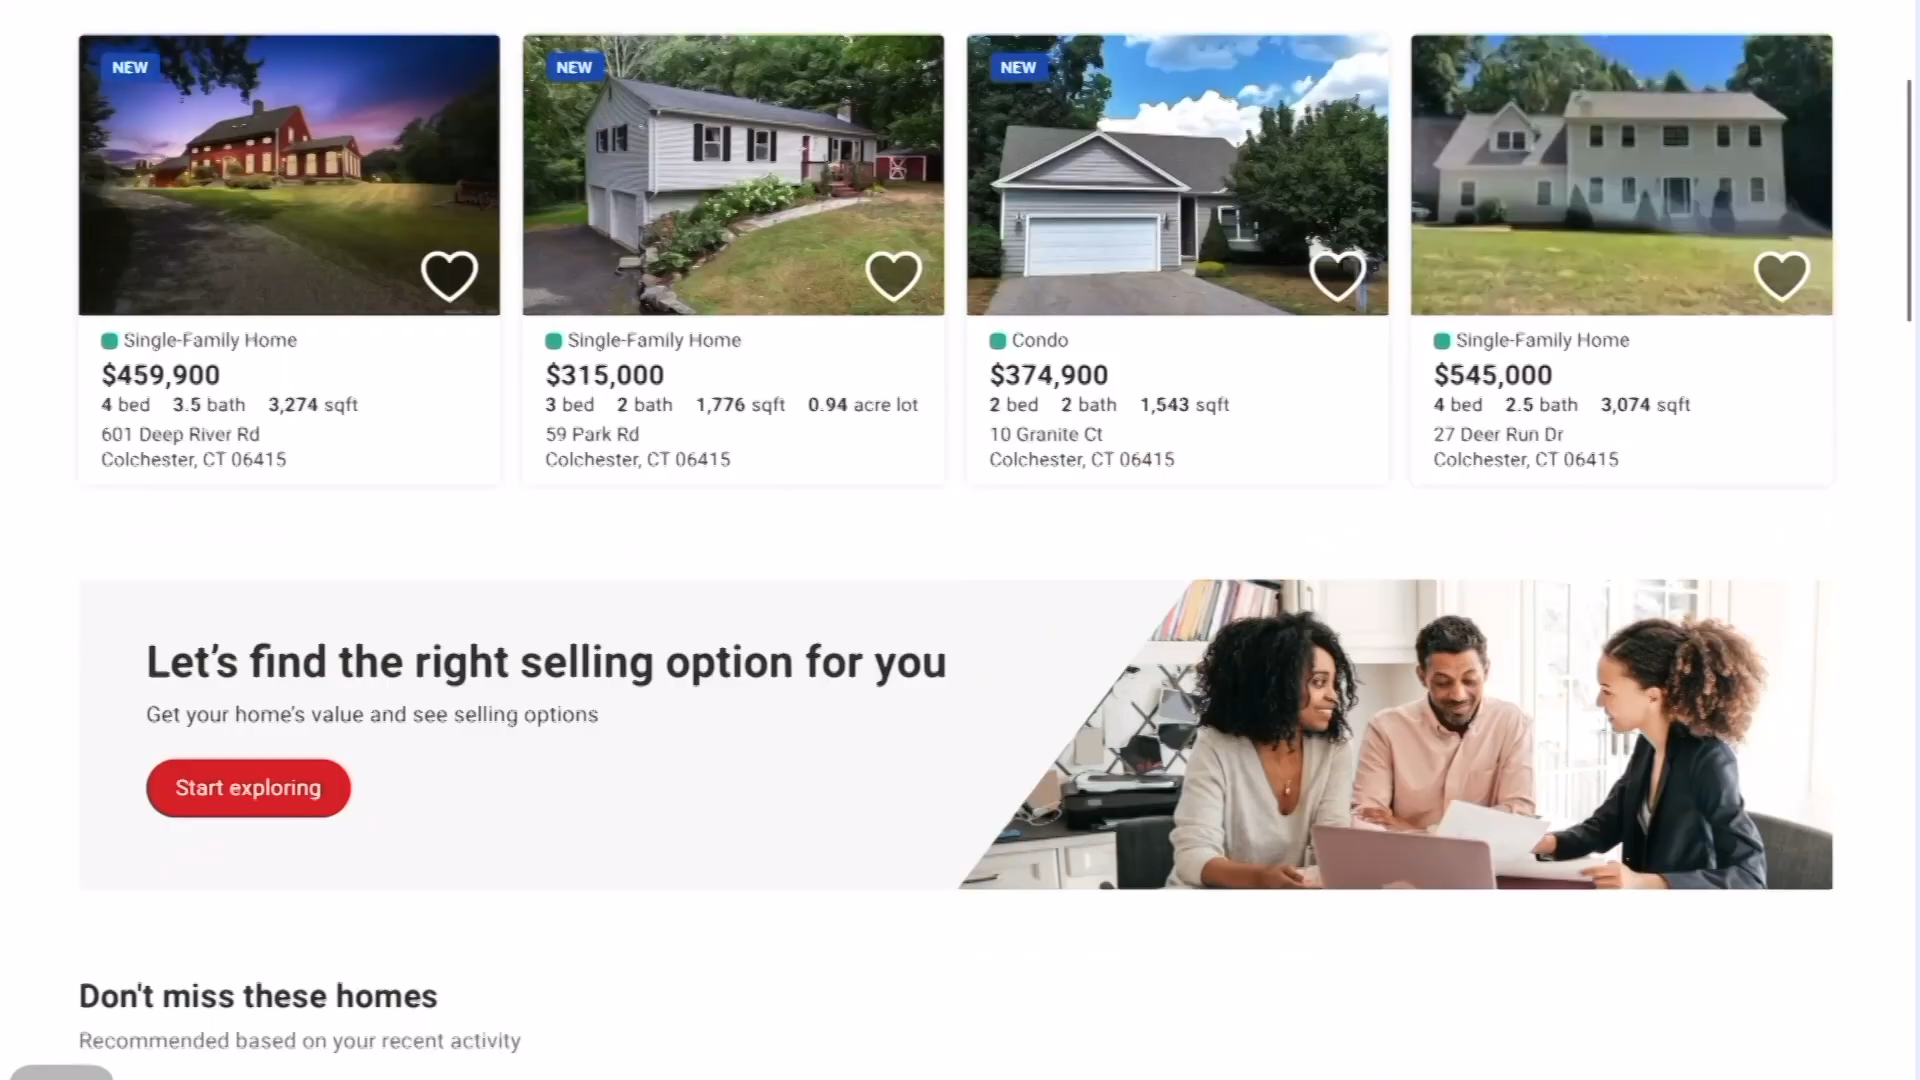 NEW
Single-Family Home
$459,900
4 bed 3.5 bath 3,274 sqft
601 Deep River Rd
Colchester, CT 06415
NEW
Single-Family Home
$315,000
3 bed 2 bath 1,776 sqft 0.94 acre lot
59 Park Rd
Colchester, CT 06415
NEW
Condo
$374,900
2 bed 2 bath 1,543 sqft
10 Granite Ct
Colchester, CT 06415
Single-Family Home
$545,000
4 bed 2.5 bath 3,074 sqft
27 Deer Run Dr
Colchester, CT 06415
Let’s find the right selling option for you
Get your home’s value and see selling options
Start exploring
Don't miss these homes
Recommended based on your recent activity